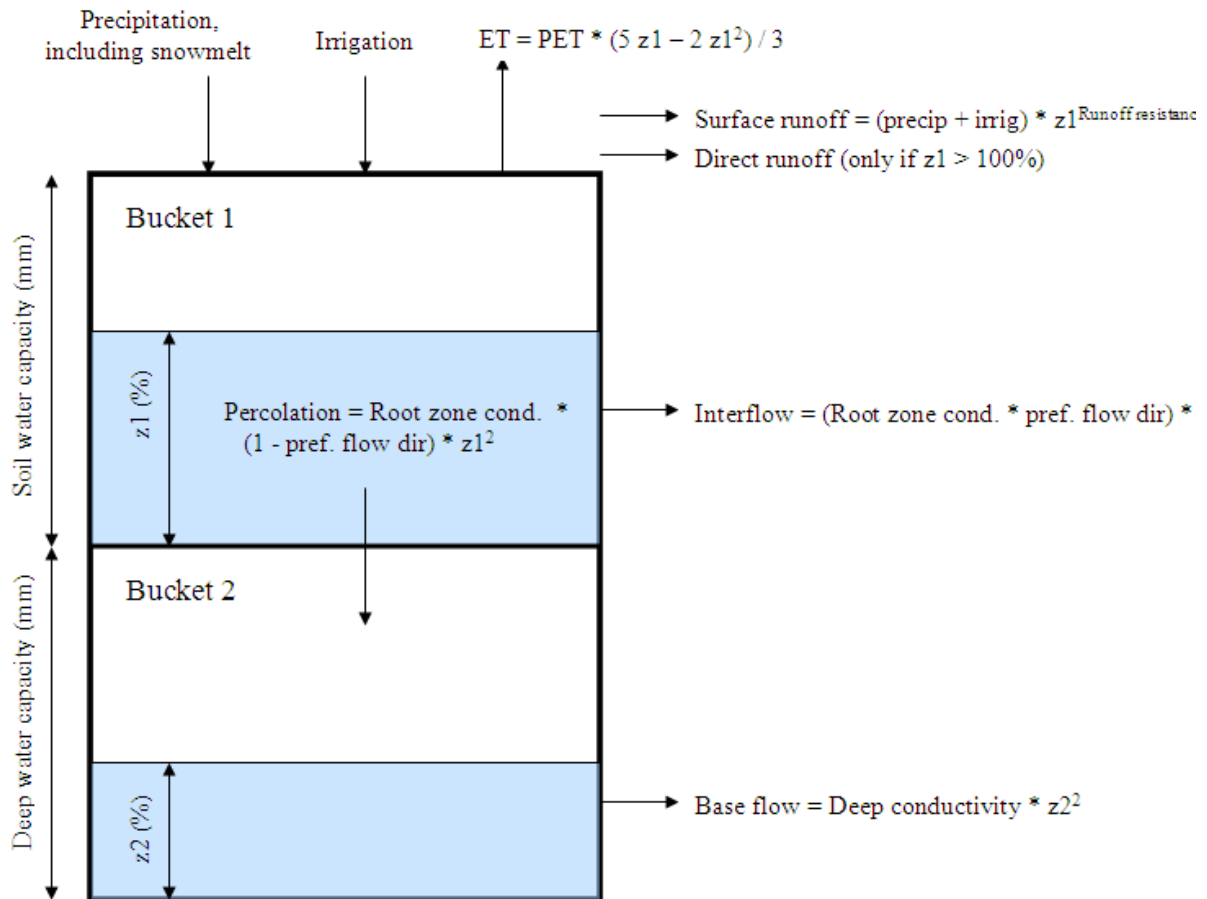 Precipitation,
including snowmelt
Irrigation
ET = PET * (5 z1 – 2 z1²) / 3
Surface runoff = (precip + irrig) * z1^Runoff resistanc
Direct runoff (only if z1 > 100%)
Soil water capacity (mm)
Bucket 1
z1 (%)
Percolation = Root zone cond. *
(1 - pref. flow dir) * z1²
Interflow = (Root zone cond. * pref. flow dir) *
Deep water capacity (mm)
Bucket 2
z2 (%)
Base flow = Deep conductivity * z2²